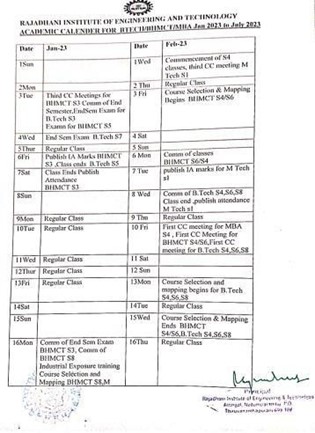 RAJADHANI INSTITUTE OF ENGINEERING AND TECHNOLOGY
ACADEMIC CALENDER FOR BTECH/BHMCT/MBA Jan 2023 to July 2023
Date Jan-23 Date Feb-23
1Sun 1Wed Commencement of S4
classes, third CC meeting M
Tech S1
2Mon 2 Thu Regular Class
3Tue Third CC Meetings for 3 Fri Course Selection & Mapping
BHMCT S3 Comm of End Begins BHMCT S4/S6
Semester,EndSem Exam for
B.Tech S3
Examn for BHMCT S5
4Wed End Sem Exam B.Tech S7 4 Sat
5Thur Regular Class 5 Sun
6Fri Publish IA Marks BHMCT 6 Mon Comm of classes
S3 ,Class ends B.Tech S5 BHMCT S6/S4
7Sat Class Ends Publish 7 Tue publish IA marks for M Tech
Attendance s1
BHMCT S3
8Sun 8 Wed Comm of B.Tech S4,S6,S8
Class end ,publish attendance
M Tech s1
9Mon Regular Class 9 Thu Regular Class
10Tue Regular Class 10 Fri First CC meeting for MBA
S4 , First CC Meeting for
BHMCT S4/S6,First CC
meeting for B.Tech S4,S6,S8
11Wed Regular Class 11 Sat
12Thur Regular Class 12 Sun
13Fri Regular Class 13Mon Course Selection and
mapping begins for B.Tech
S4,S6,S8
14Sat 14Tue Regular Class
15Sun 15Wed Course Selection & Mapping
Ends BHMCT
S4/S6,B.Tech S4,S6,S8
16Mon Comm of End Sem Exam 16Thu Regular Class
BHMCT S3, Comm of
BHMCT S8
Industrial Exposure training
Course Selection and
Mapping BHMCT S8,M
Principal
Rajadhani Institute of Engineering & Technology